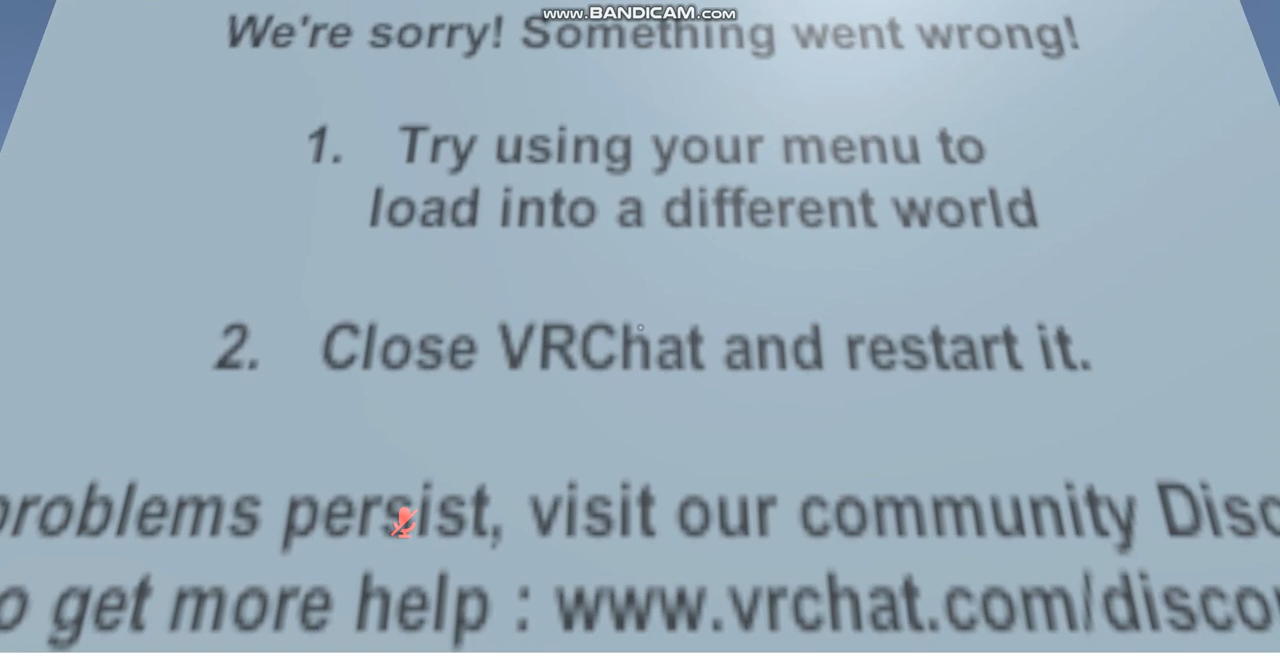 www.BANDICAM.com
We're sorry! Something went wrong!
1. Try using your menu to
load into a different world
2. Close VRChat and restart it.
problems persist, visit our community Disc
o get more help : www.vrchat.com/disco